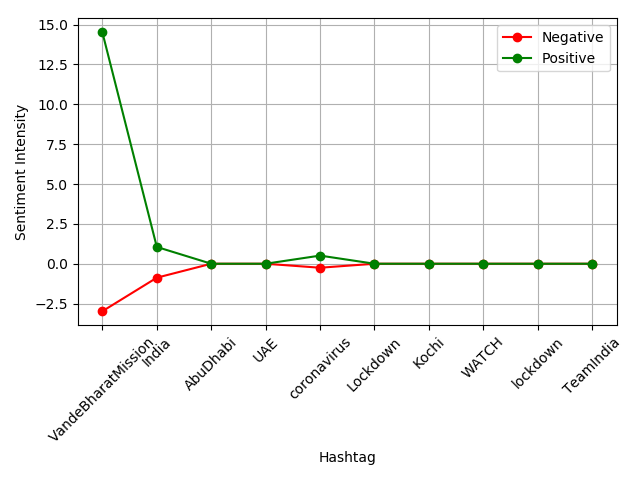 15.0
12.5
10.0
7.5
5.0
2.5
0.0
−2.5
Sentiment Intensity
Negative
Positive
VandeBharatMission
India
AbuDhabi
UAE
coronavirus
Lockdown
Kochi
WATCH
lockdown
TeamIndia
Hashtag